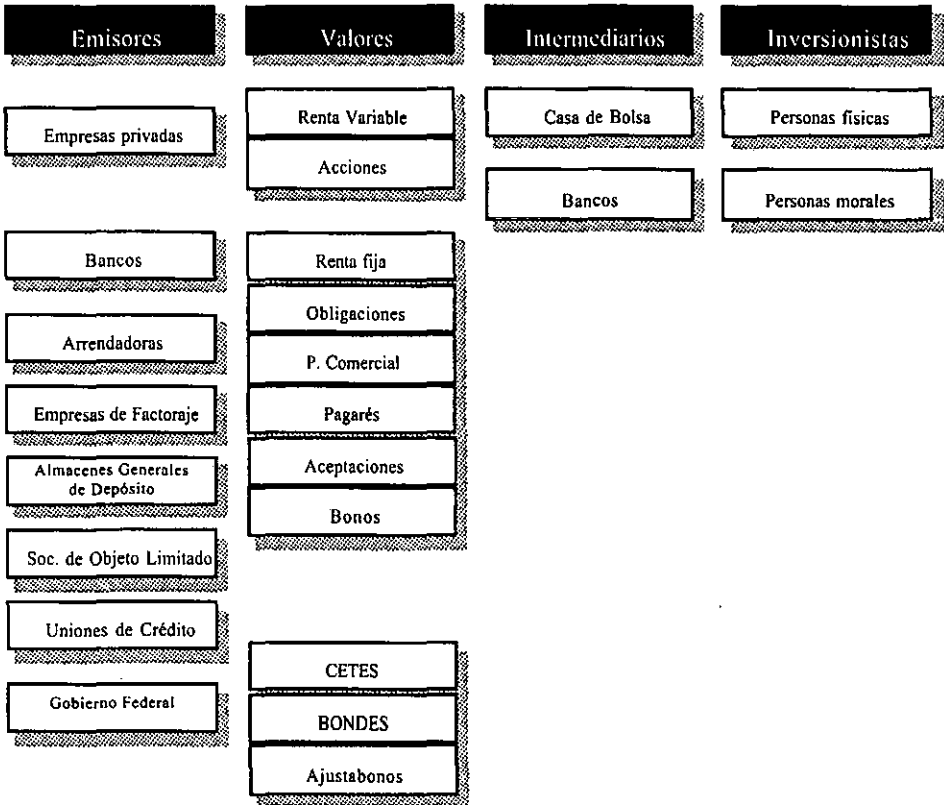 Emisores
Empresas privadas
Bancos
Arrendadoras
Empresas de Factoraje
Almacenes Generales
de Depósito
Soc. de Objeto Limitado
Uniones de Crédito
Gobierno Federal
Valores
Renta Variable
Acciones
Renta fija
Obligaciones
P. Comercial
Pagarés
Aceptaciones
Bonos
CETES
BONDES
Ajustabonos
Intermediarios
Casa de Bolsa
Bancos
Inversionistas
Personas físicas
Personas morales